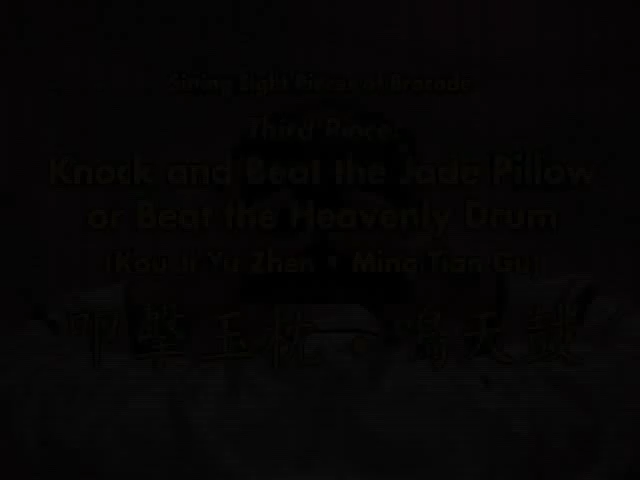 Sitting Eight Pieces of Brocade
Third Piece:
Knock and Beat the Jade Pillow
or Beat the Heavenly Drum
(Kou Ji Yu Zhen • Ming Tian Gu)
叩擊玉枕•鳴天鼓